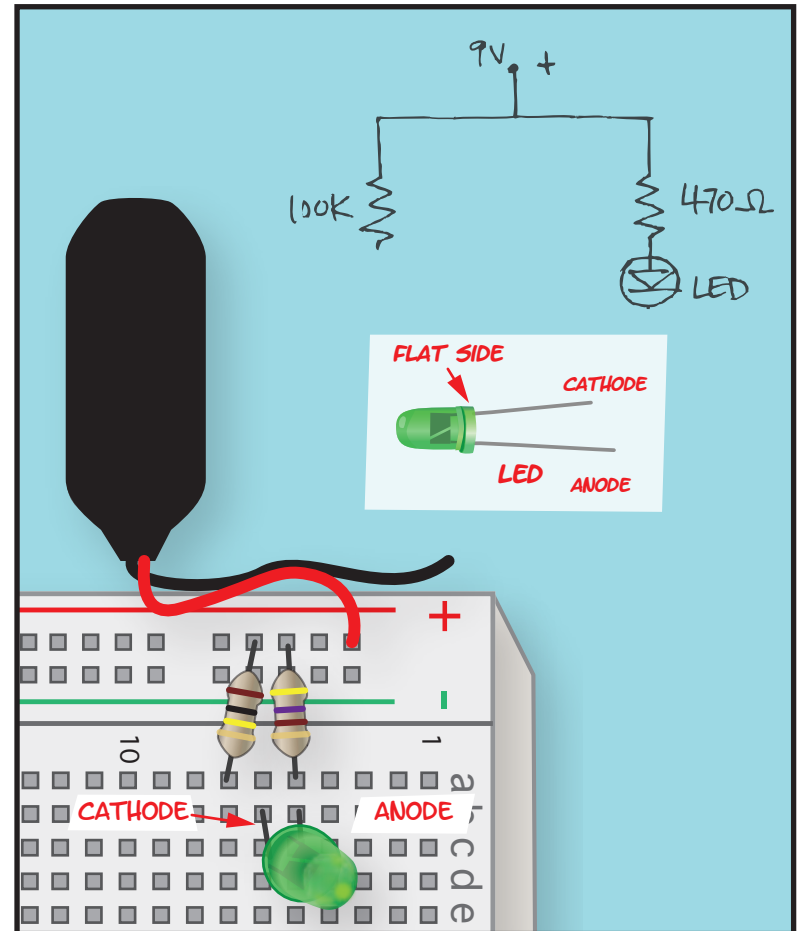 9V +
100K
470Ω
LED
FLAT SIDE
CATHODE
LED
ANODE
+
-
10
1
a
CATHODE
ANODE
b
c
d
e